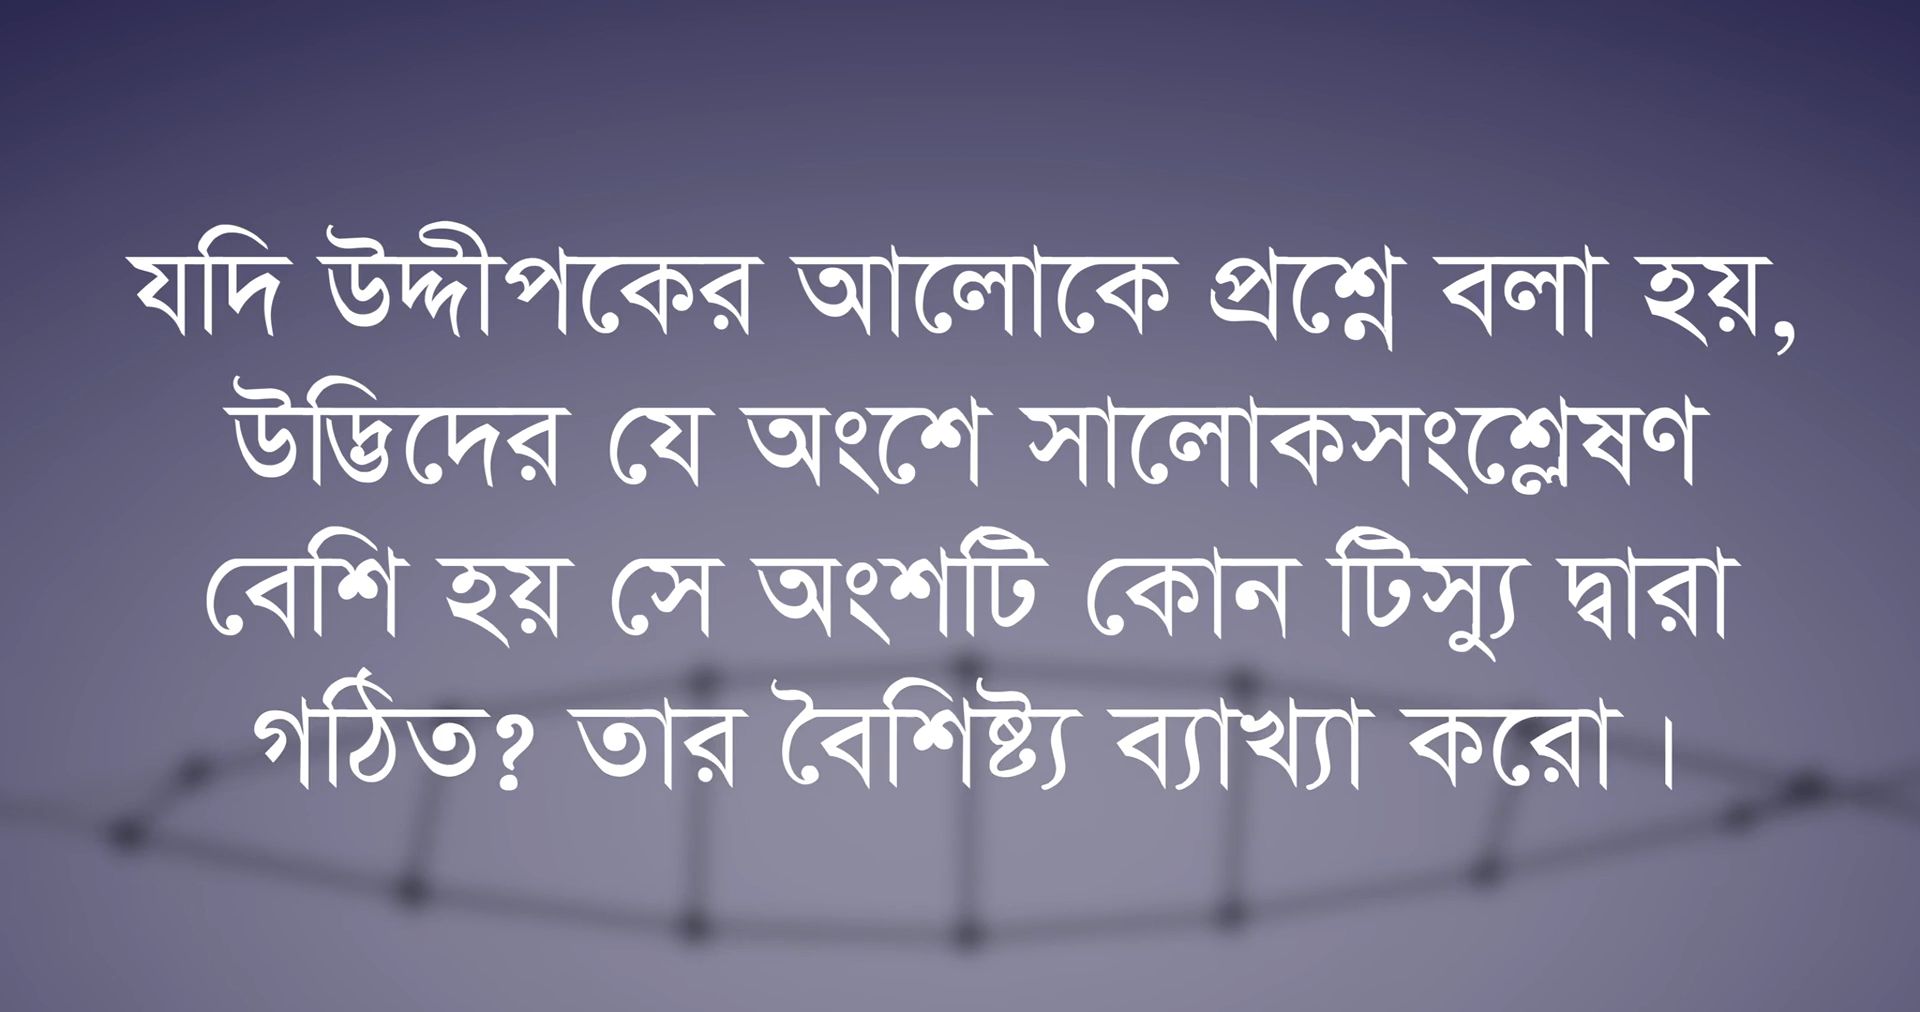 যদি উদ্দীপকের আলোকে প্রশ্নে বলা হয়,
উদ্ভিদের যে অংশে সালোকসংশ্লেষণ
বেশি হয় সে অংশটি কোন টিস্যু দ্বারা
গঠিত? তার বৈশিষ্ট্য ব্যাখ্যা করো।